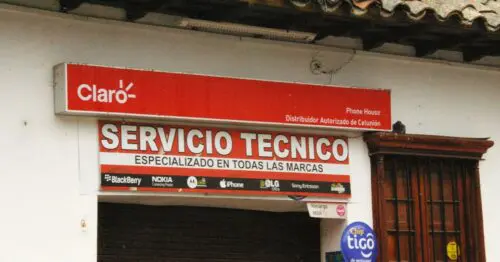 Claro
Phone House
Distribuidor Autorizado de Celunión
SERVICIO TECNICO
ESPECIALIZADO EN TODAS LAS MARCAS
BlackBerry NOKIA iPhone LG Sony Ericsson
tigo